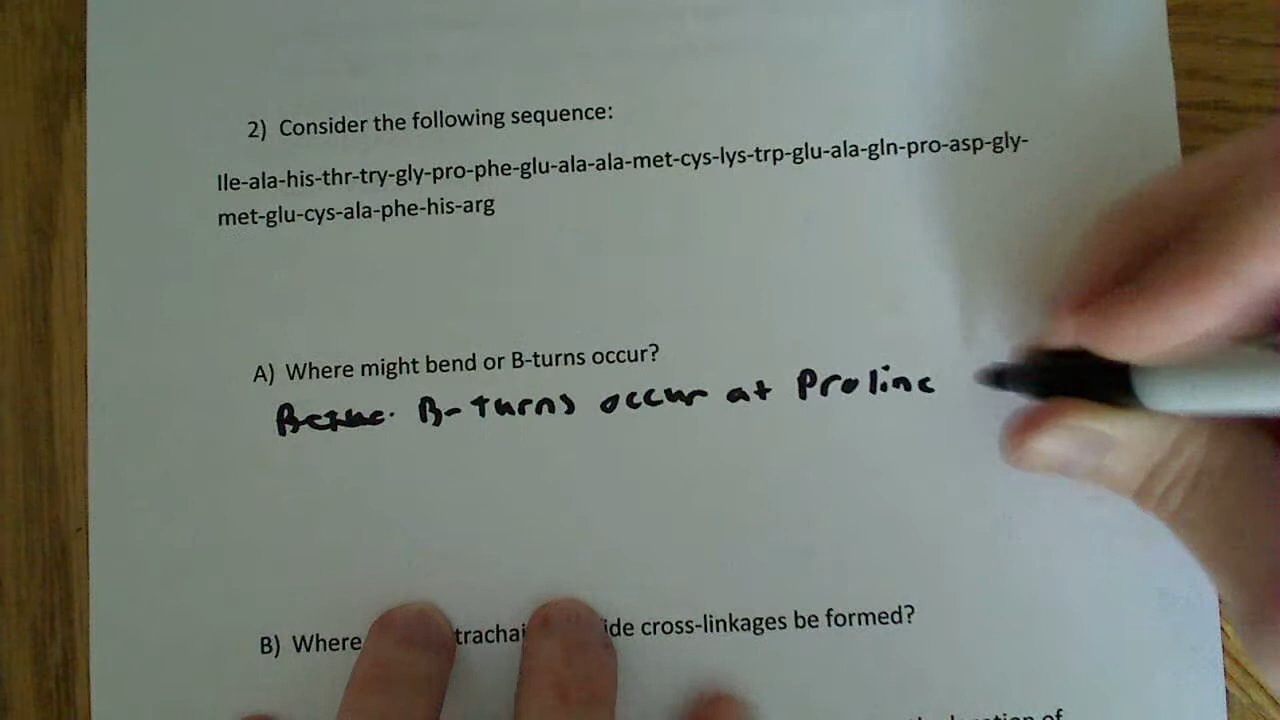 2) Consider the following sequence:
Ile-ala-his-thr-try-gly-pro-phe-glu-ala-ala-met-cys-lys-trp-glu-ala-gln-pro-asp-gly-
met-glu-cys-ala-phe-his-arg
A) Where might bend or B-turns occur?
B-turns occur at Proline
B) Where trachai ide cross-linkages be formed?
of